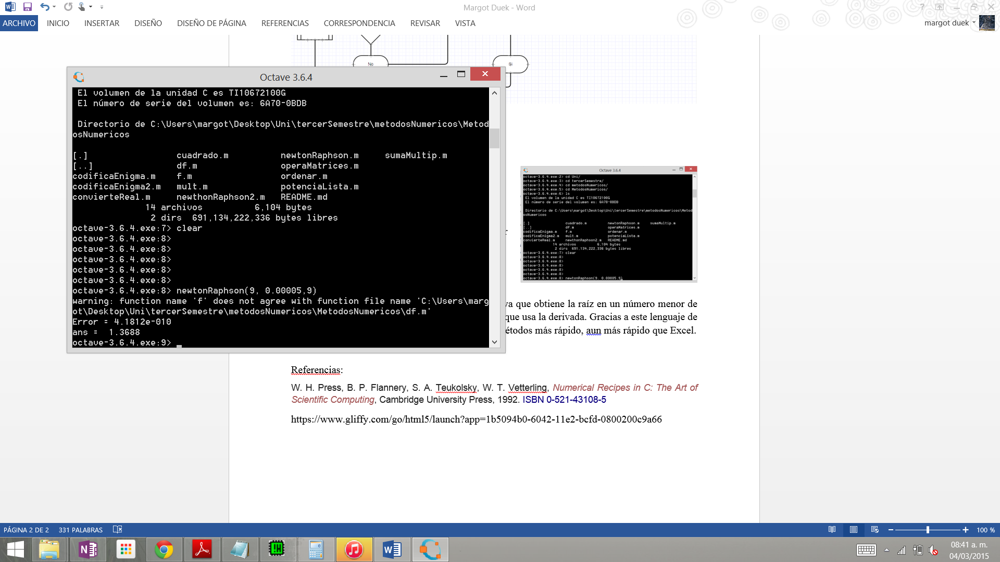 Margot Duek - Word
ARCHIVO INICIO INSERTAR DISEÑO DISEÑO DE PÁGINA REFERENCIAS CORRESPONDENCIA REVISAR VISTA
margot duek
No
Si
Octave 3.6.4
El volumen de la unidad C es TI10672100G
El número de serie del volumen es: 6A70-0BDB
Directorio de C:\Users\margot\Desktop\Uni\tercerSemestre\metodosNumericos\Metod
osNumericos
[.] cuadrado.m newtonRaphson.m sumaMultip.m
[..] df.m operaMatrices.m
codificaEnigma.m f.m ordenar.m
codificaEnigma2.m mult.m potenciaLista.m
convierteReal.m newthonRaphson2.m README.md
14 archivos 6,104 bytes
2 dirs 691,134,222,336 bytes libres
octave-3.6.4.exe:7> clear
octave-3.6.4.exe:8>
octave-3.6.4.exe:8>
octave-3.6.4.exe:8>
octave-3.6.4.exe:8>
octave-3.6.4.exe:8>
octave-3.6.4.exe:8> newtonRaphson(9, 0.00005,9)
warning: function name 'f' does not agree with function file name 'C:\Users\marg
ot\Desktop\Uni\tercerSemestre\metodosNumericos\MetodosNumericos\df.m'
Error = 4.1812e-010
ans = 1.3688
octave-3.6.4.exe:9>
Octave 3.6.4
octave-3.6.4.exe:2> cd Uni/
octave-3.6.4.exe:3> cd tercerSemestre/
octave-3.6.4.exe:4> cd metodosNumericos/
octave-3.6.4.exe:5> cd MetodosNumericos/
octave-3.6.4.exe:6> ls
El volumen de la unidad C es TI10672100G
El número de serie del volumen es: 6A70-0BDB
Directorio de C:\Users\margot\Desktop\Uni\tercerSemestre\metodosNumericos\Metod
osNumericos
[.] cuadrado.m newtonRaphson.m sumaMultip.m
[..] df.m operaMatrices.m
codificaEnigma.m f.m ordenar.m
codificaEnigma2.m mult.m potenciaLista.m
convierteReal.m newthonRaphson2.m README.md
14 archivos 6,104 bytes
2 dirs 691,134,222,336 bytes libres
octave-3.6.4.exe:7> clear
octave-3.6.4.exe:8>
octave-3.6.4.exe:8>
octave-3.6.4.exe:8>
octave-3.6.4.exe:8>
octave-3.6.4.exe:8>
octave-3.6.4.exe:8> newtonRaphson(9, 0.00005,9)
r
ya que obtiene la raíz en un número menor de
que usa la derivada. Gracias a este lenguaje de
étodos más rápido, aun más rápido que Excel.
Referencias:
W. H. Press, B. P. Flannery, S. A. Teukolsky, W. T. Vetterling, Numerical Recipes in C: The Art of
Scientific Computing, Cambridge University Press, 1992. ISBN 0-521-43108-5
https://www.gliffy.com/go/html5/launch?app=1b5094b0-6042-11e2-bcfd-0800200c9a66
PÁGINA 2 DE 2 331 PALABRAS 100 %
08:41 a. m.
04/03/2015